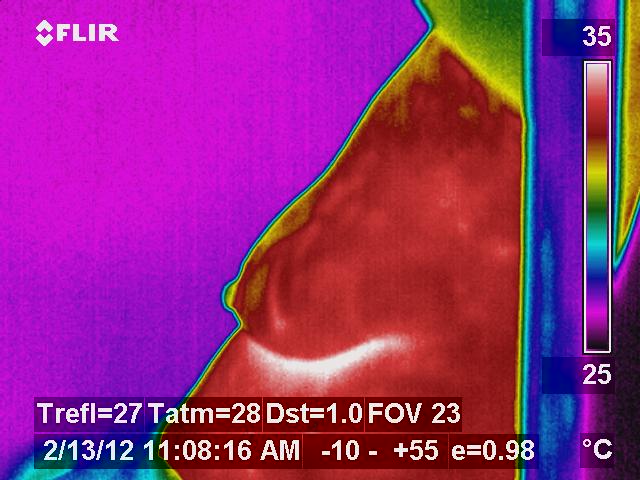 FLIR
35
25
Trefl=27 Tatm=28 Dst=1.0 FOV 23
2/13/12 11:08:16 AM -10 - +55 e=0.98 °C